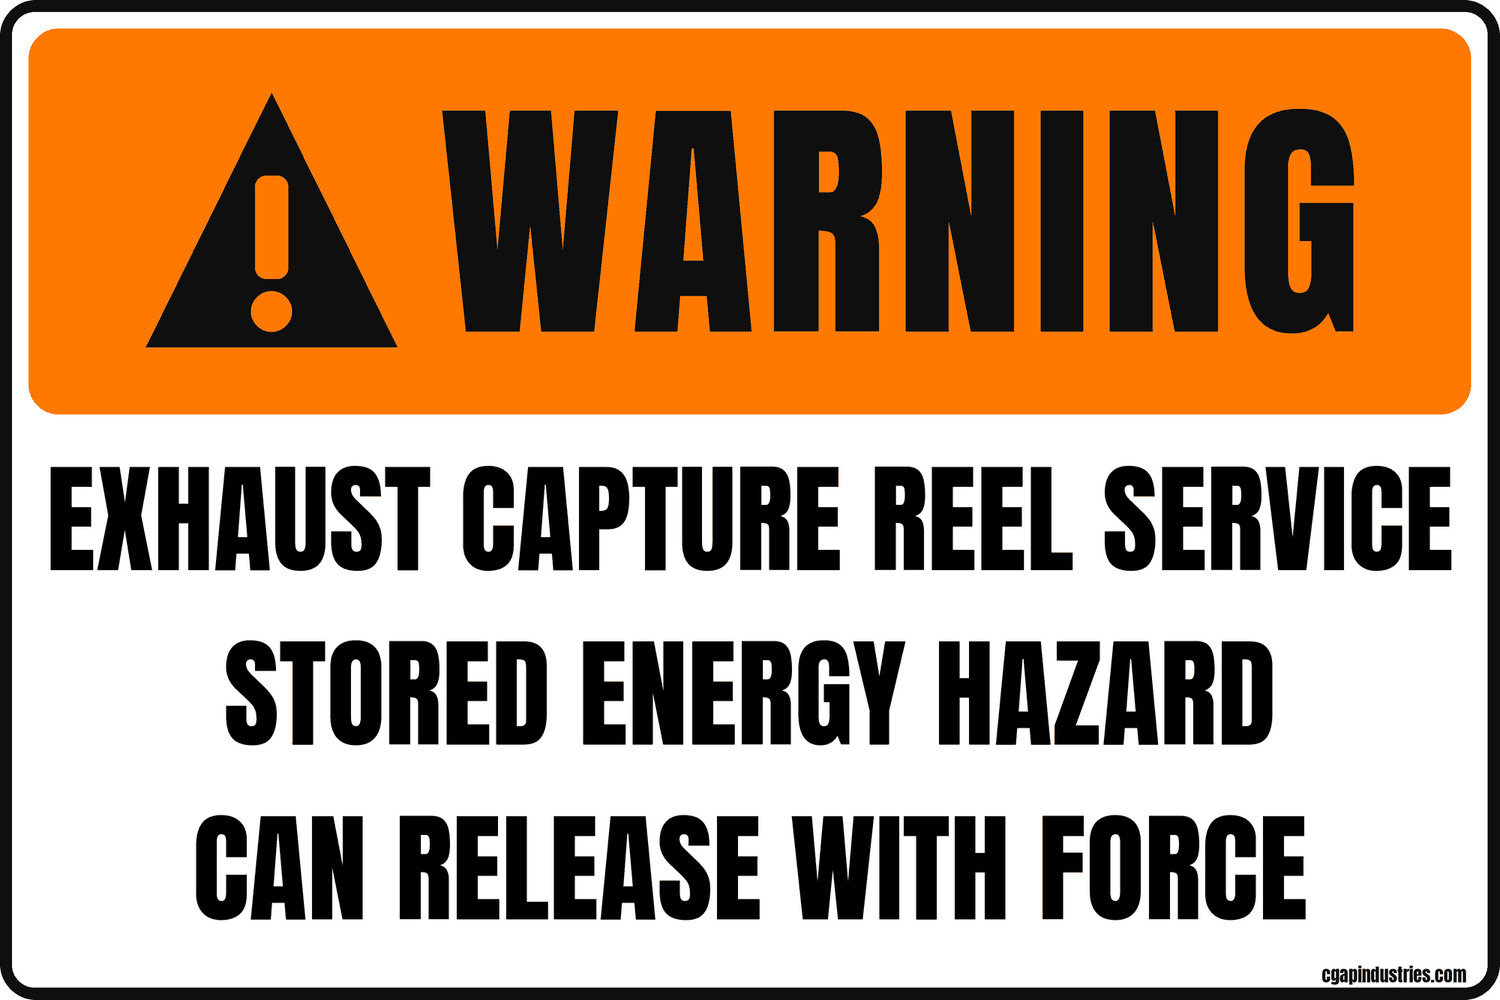 WARNING
EXHAUST CAPTURE REEL SERVICE
STORED ENERGY HAZARD
CAN RELEASE WITH FORCE
cgapindustries.com